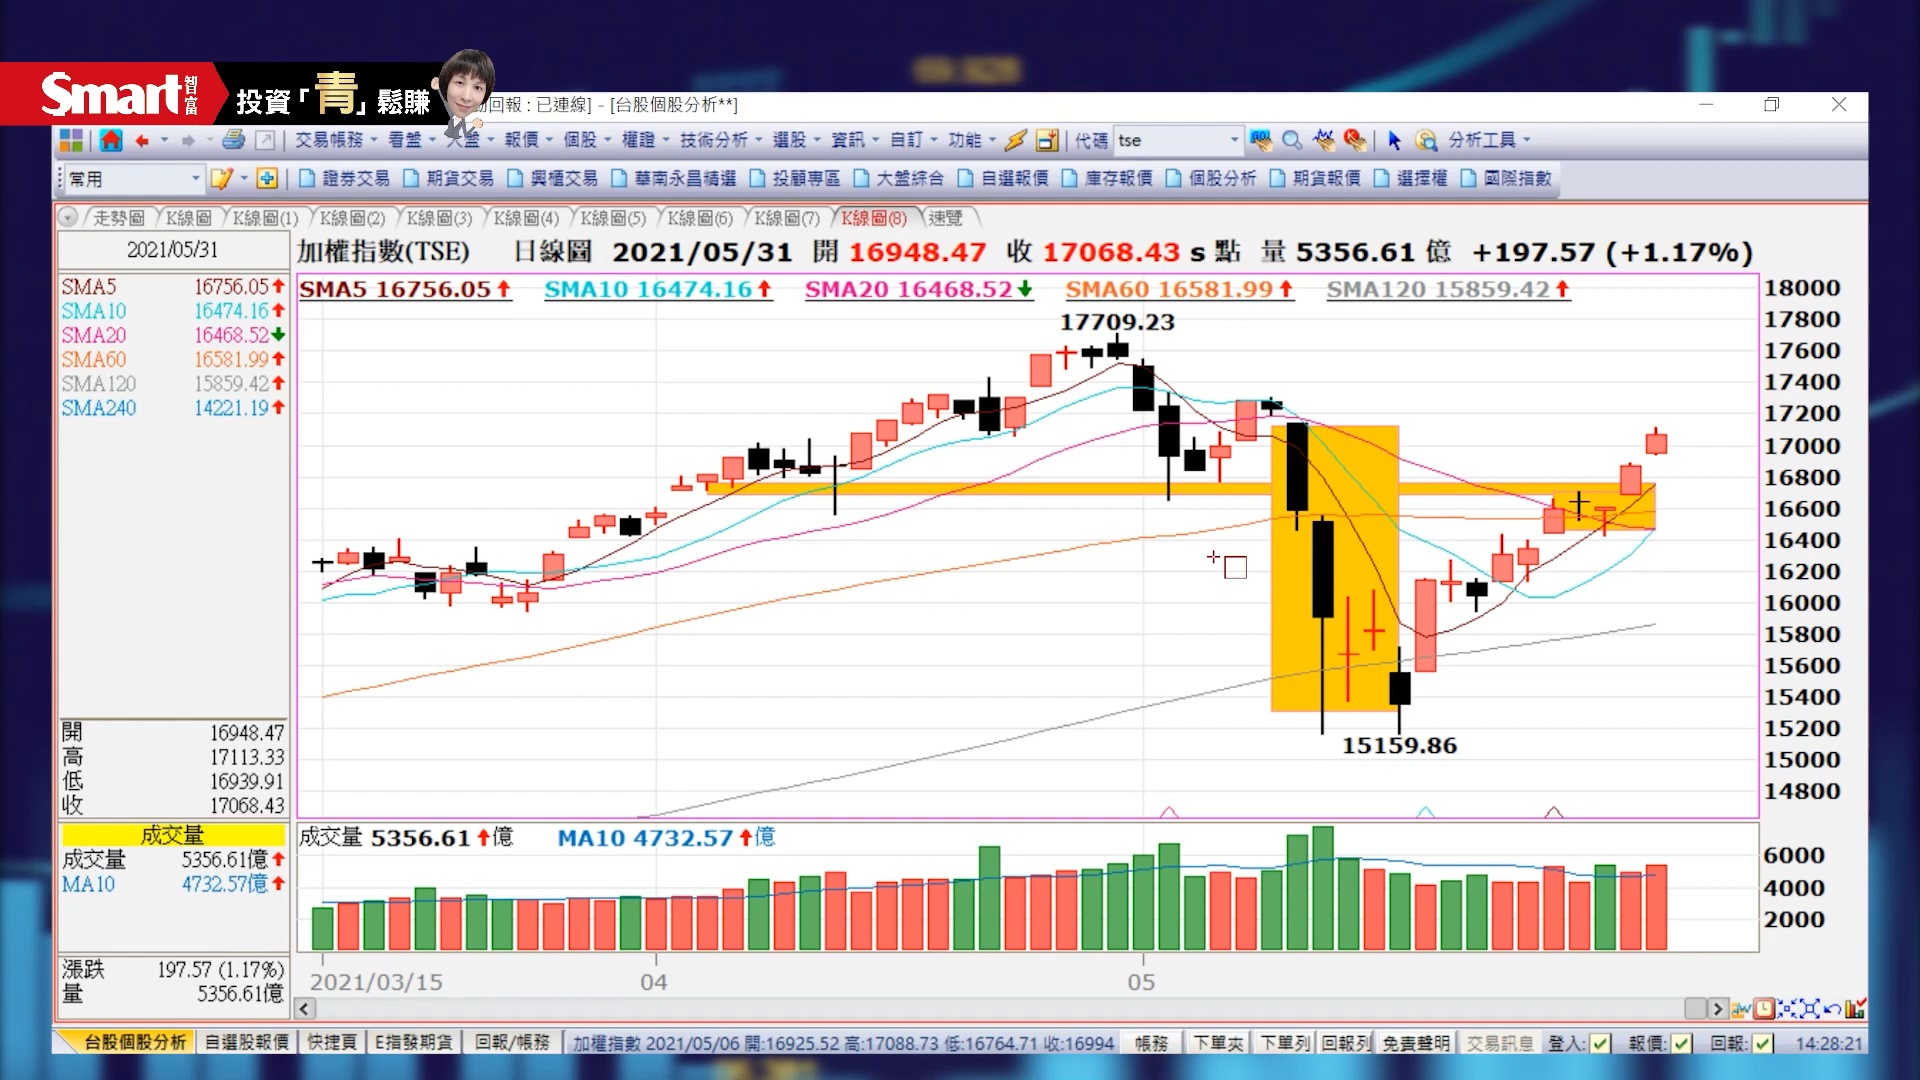 Smart智富 投資「青」鬆賺
回報 : 已連線] - [台股個股分析**]
交易帳務 看盤 大盤 報價 個股 權證 技術分析 選股 資訊 自訂 功能 代碼 tse 分析工具
常用 證券交易 期貨交易 興櫃交易 華南永昌精選 投顧專區 大盤綜合 自選報價 庫存報價 個股分析 期貨報價 選擇權 國際指數
走勢圖 K線圖 K線圖(1) K線圖(2) K線圖(3) K線圖(4) K線圖(5) K線圖(6) K線圖(7) K線圖(8) 速覽
2021/05/31
加權指數(TSE) 日線圖 2021/05/31 開 16948.47 收 17068.43 s 點 量 5356.61 億 +197.57 (+1.17%)
SMA5 16756.05
SMA10 16474.16
SMA20 16468.52
SMA60 16581.99
SMA120 15859.42
SMA240 14221.19
SMA5 16756.05 SMA10 16474.16 SMA20 16468.52 SMA60 16581.99 SMA120 15859.42
17709.23
15159.86
18000
17800
17600
17400
17200
17000
16800
16600
16400
16200
16000
15800
15600
15400
15200
15000
14800
開 16948.47
高 17113.33
低 16939.91
收 17068.43
成交量
成交量 5356.61億
MA10 4732.57億
成交量 5356.61 億 MA10 4732.57 億
6000
4000
2000
漲跌 197.57 (1.17%)
量 5356.61億
2021/03/15 04 05
台股個股分析 自選股報價 快捷頁 E指發期貨 回報/帳務 加權指數 2021/05/06 開:16925.52 高:17088.73 低:16764.71 收:16994 帳務 下單夾 下單列 回報列 免責聲明 交易訊息 登入: 報價: 回報: 14:28:21